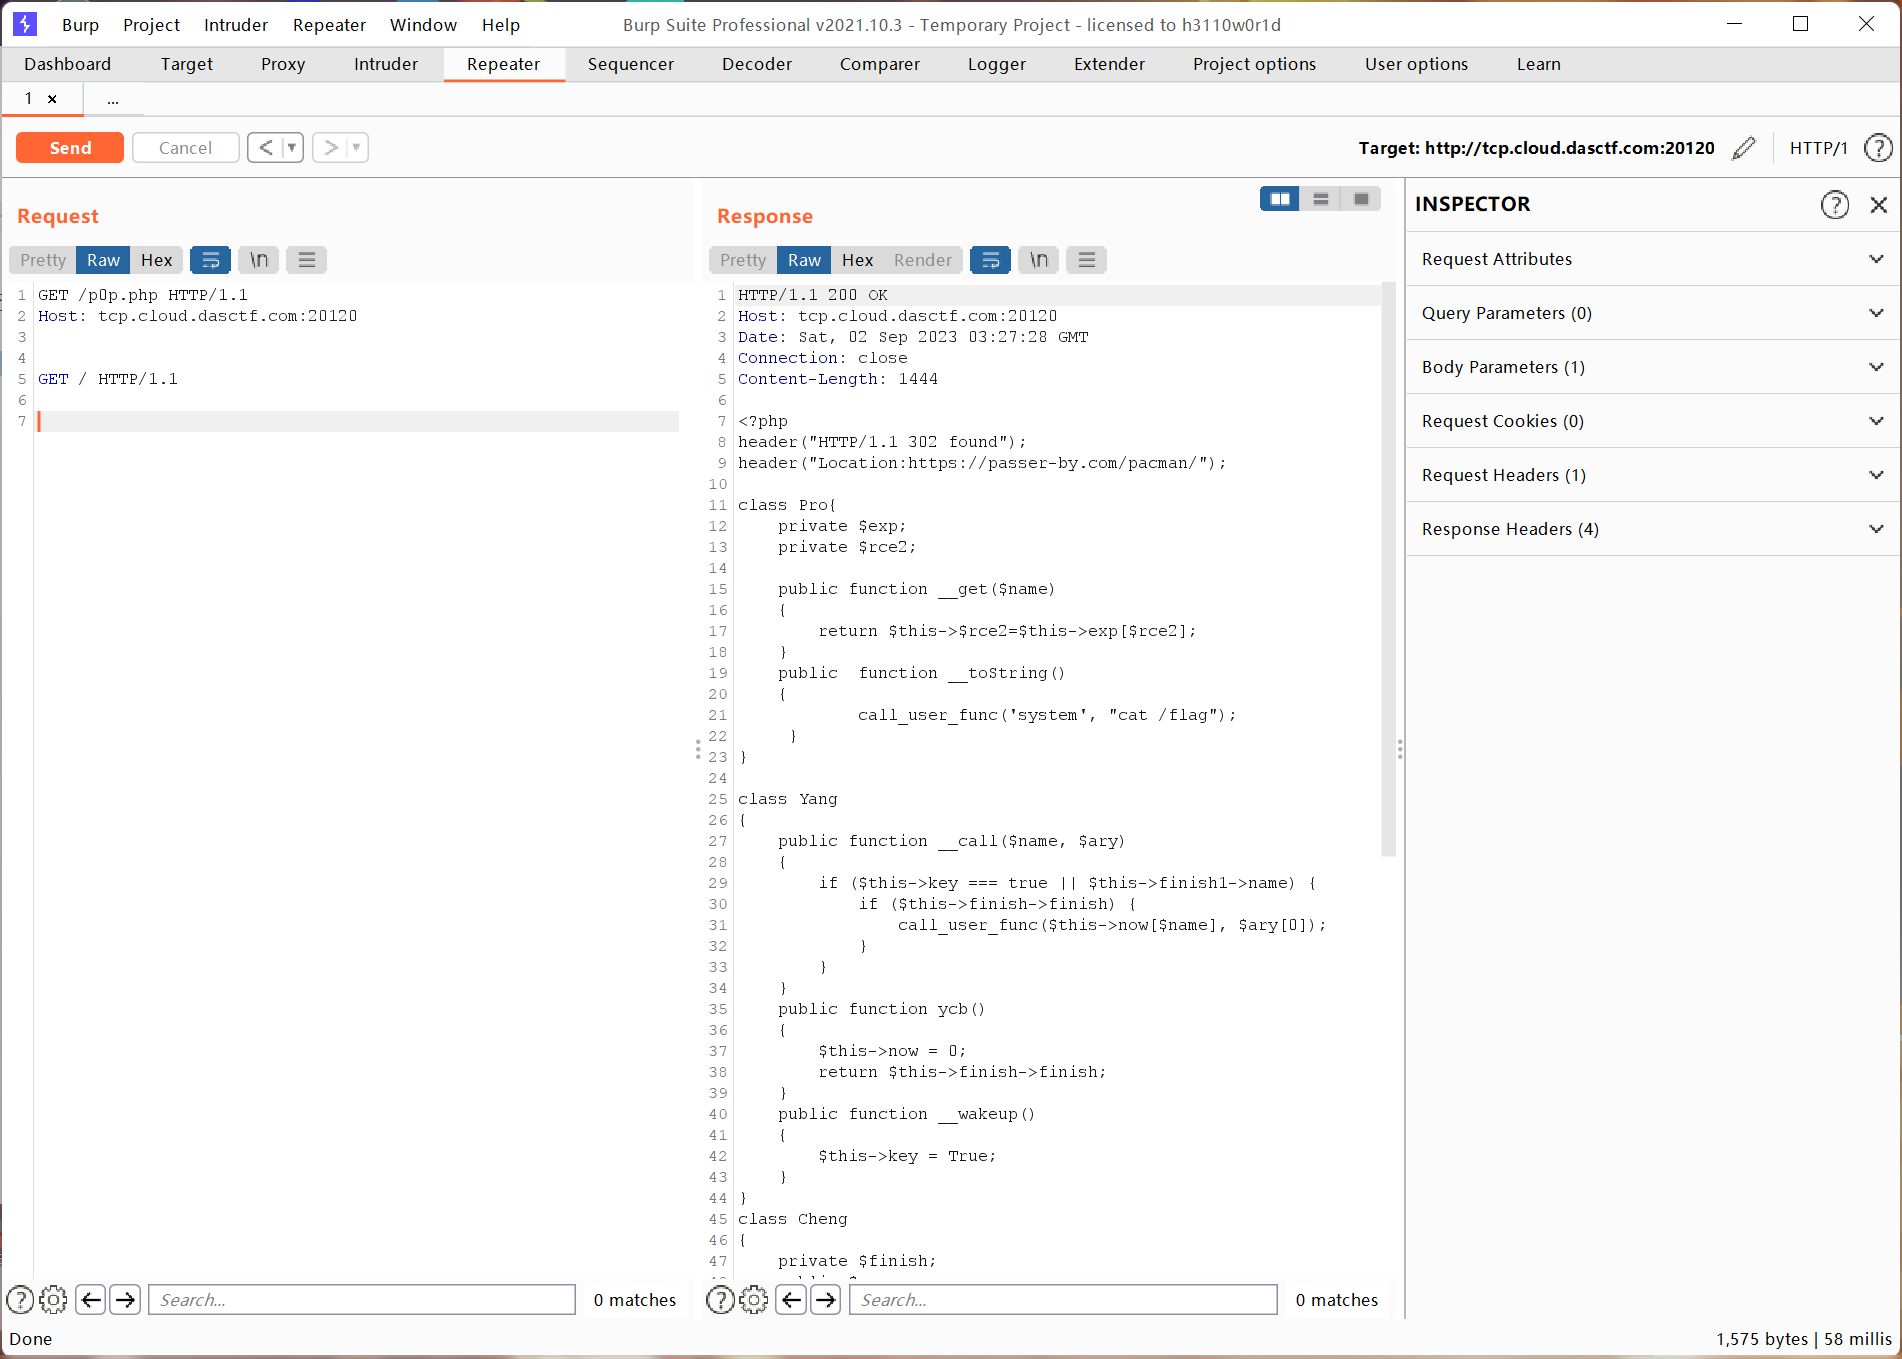 Burp Project Intruder Repeater Window Help Burp Suite Professional v2021.10.3 - Temporary Project - licensed to h3110w0r1d
Dashboard Target Proxy Intruder Repeater Sequencer Decoder Comparer Logger Extender Project options User options Learn
1 × ...
Send Cancel < > Target: http://tcp.cloud.dasctf.com:20120 HTTP/1 ?
Request
Pretty Raw Hex \n
1 GET /p0p.php HTTP/1.1
2 Host: tcp.cloud.dasctf.com:20120
3
4
5 GET / HTTP/1.1
6
7
Search... 0 matches
Response
Pretty Raw Hex Render \n
1 HTTP/1.1 200 OK
2 Host: tcp.cloud.dasctf.com:20120
3 Date: Sat, 02 Sep 2023 03:27:28 GMT
4 Connection: close
5 Content-Length: 1444
6
7 <?php
8 header("HTTP/1.1 302 found");
9 header("Location:https://passer-by.com/pacman/");
10
11 class Pro{
12     private $exp;
13     private $rce2;
14
15     public function __get($name)
16     {
17         return $this->$rce2=$this->exp[$rce2];
18     }
19     public  function __toString()
20     {
21             call_user_func('system', "cat /flag");
22      }
23 }
24
25 class Yang
26 {
27     public function __call($name, $ary)
28     {
29         if ($this->key === true || $this->finish1->name) {
30             if ($this->finish->finish) {
31                 call_user_func($this->now[$name], $ary[0]);
32             }
33         }
34     }
35     public function ycb()
36     {
37         $this->now = 0;
38         return $this->finish->finish;
39     }
40     public function __wakeup()
41     {
42         $this->key = True;
43     }
44 }
45 class Cheng
46 {
47     private $finish;
Search... 0 matches
INSPECTOR
Request Attributes
Query Parameters (0)
Body Parameters (1)
Request Cookies (0)
Request Headers (1)
Response Headers (4)
Done 1,575 bytes | 58 millis